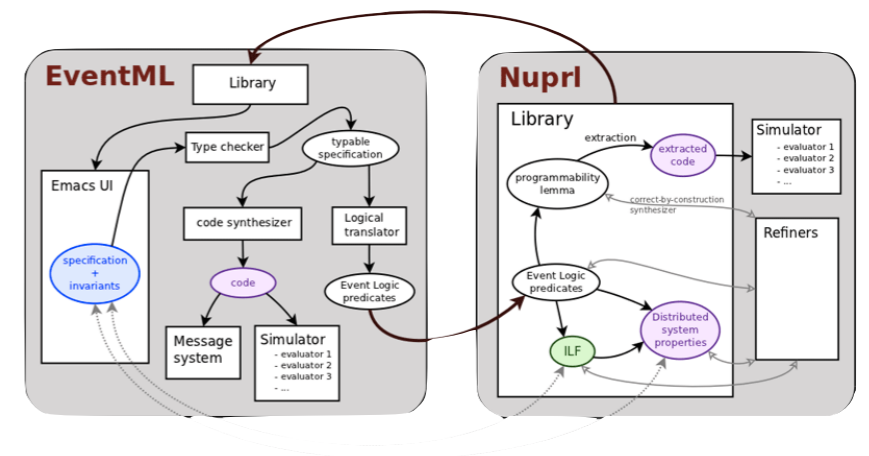 EventML
Library
Type checker
typable
specification
Emacs UI
specification
+
invariants
code synthesizer
Logical
translator
code
Event Logic
predicates
Message
system
Simulator
- evaluator 1
- evaluator 2
- evaluator 3
- ...
Nuprl
Library
extraction
extracted
code
Simulator
- evaluator 1
- evaluator 2
- evaluator 3
- ...
programmability
lemma
correct-by-construction
synthesizer
Refiners
Event Logic
predicates
Distributed
system
properties
ILF